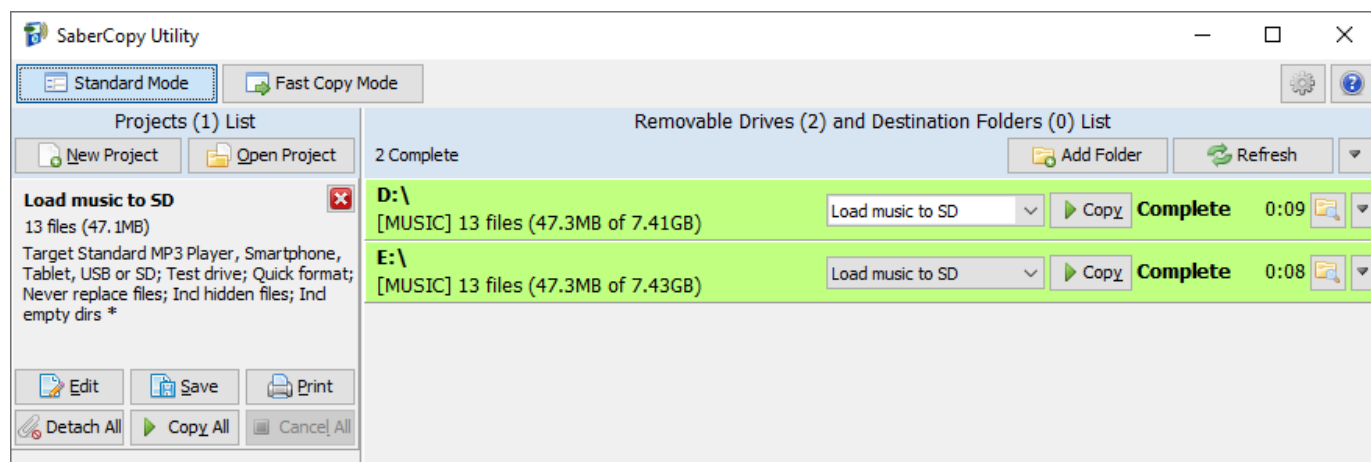 SaberCopy Utility
Standard Mode Fast Copy Mode
Projects (1) List
New Project Open Project
Load music to SD
13 files (47.1MB)
Target Standard MP3 Player, Smartphone,
Tablet, USB or SD; Test drive; Quick format;
Never replace files; Incl hidden files; Incl
empty dirs *
Edit Save Print
Detach All Copy All Cancel All
Removable Drives (2) and Destination Folders (0) List
2 Complete Add Folder Refresh
D:\
[MUSIC] 13 files (47.3MB of 7.41GB) Load music to SD Copy Complete 0:09
E:\
[MUSIC] 13 files (47.3MB of 7.43GB) Load music to SD Copy Complete 0:08